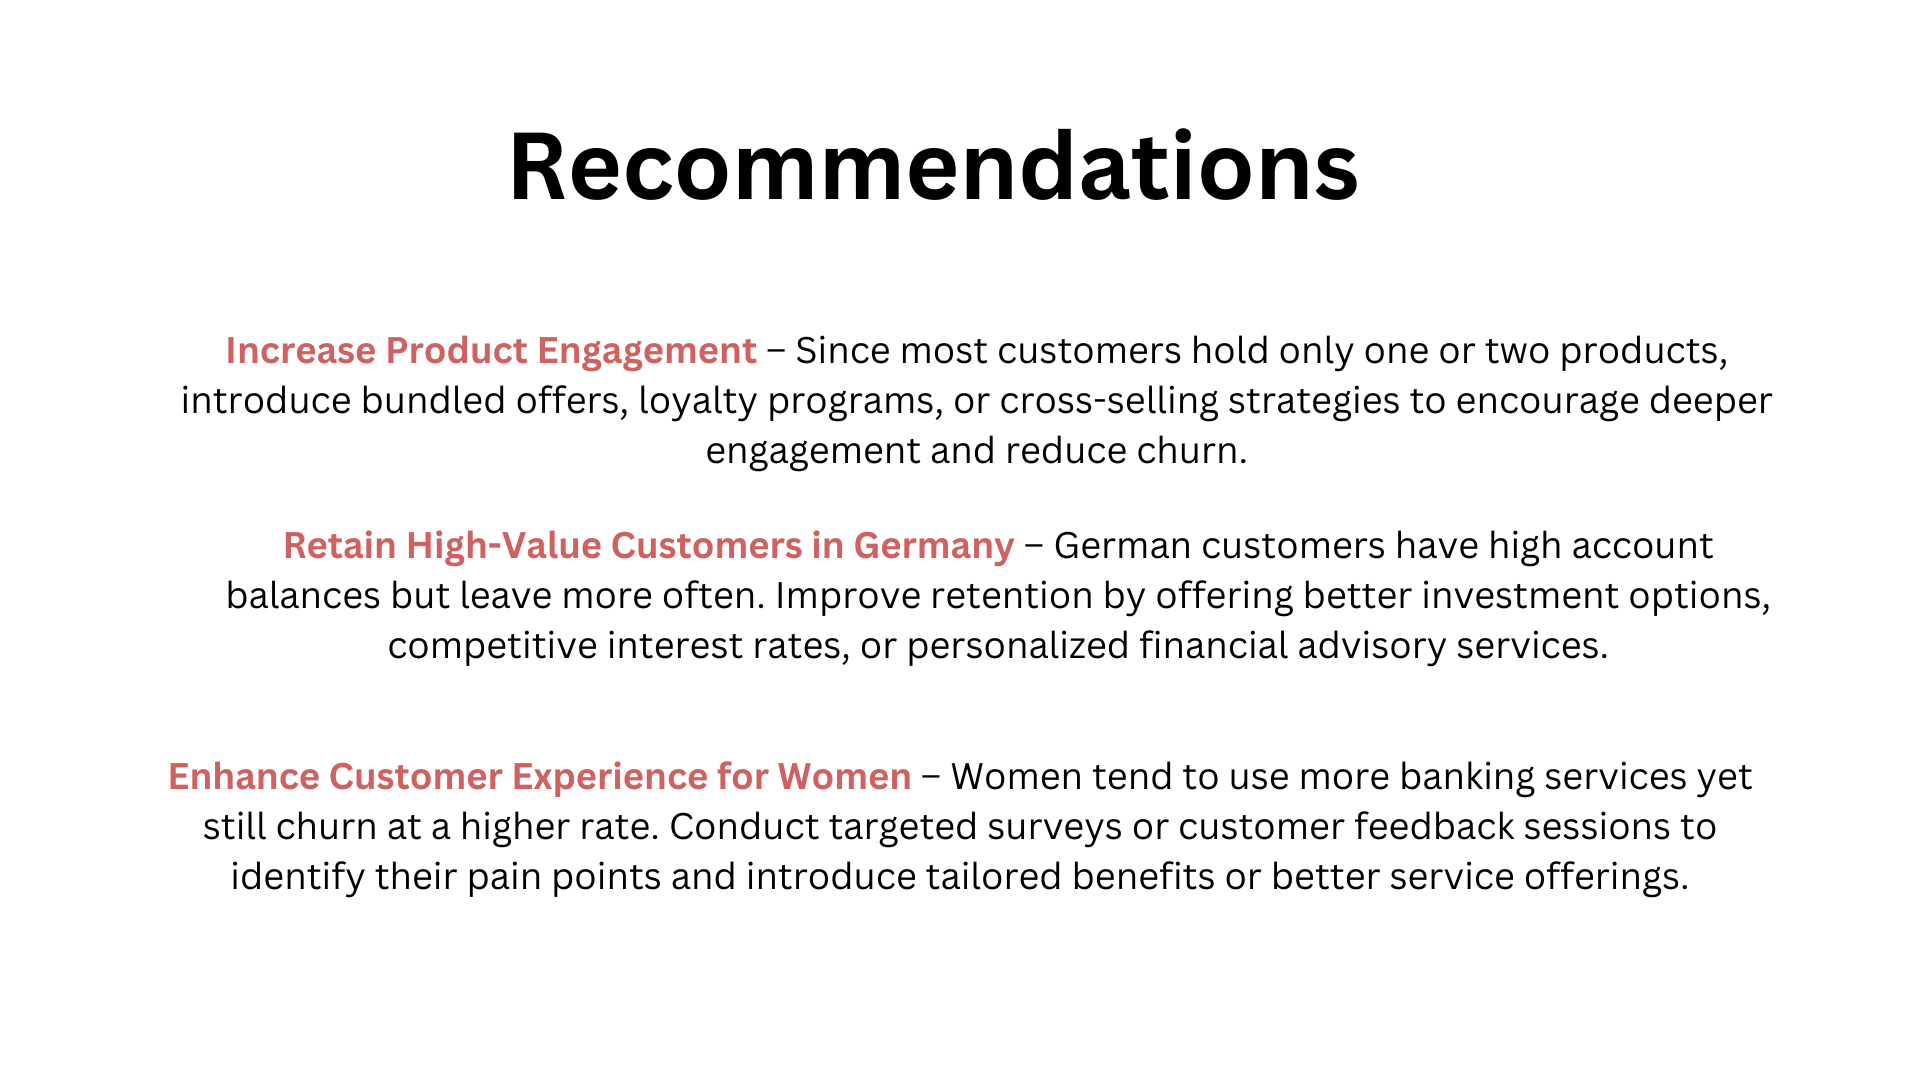 Recommendations
Increase Product Engagement – Since most customers hold only one or two products,
introduce bundled offers, loyalty programs, or cross-selling strategies to encourage deeper
engagement and reduce churn.
Retain High-Value Customers in Germany – German customers have high account
balances but leave more often. Improve retention by offering better investment options,
competitive interest rates, or personalized financial advisory services.
Enhance Customer Experience for Women – Women tend to use more banking services yet
still churn at a higher rate. Conduct targeted surveys or customer feedback sessions to
identify their pain points and introduce tailored benefits or better service offerings.